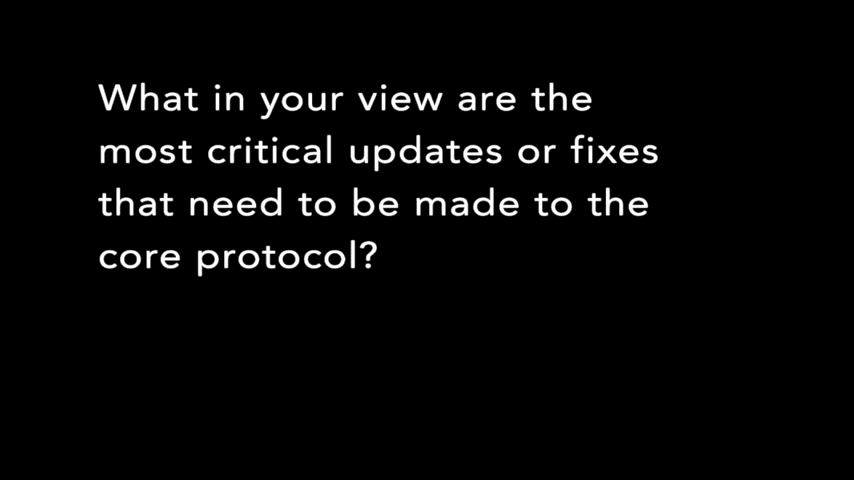 What in your view are the
most critical updates or fixes
that need to be made to the
core protocol?